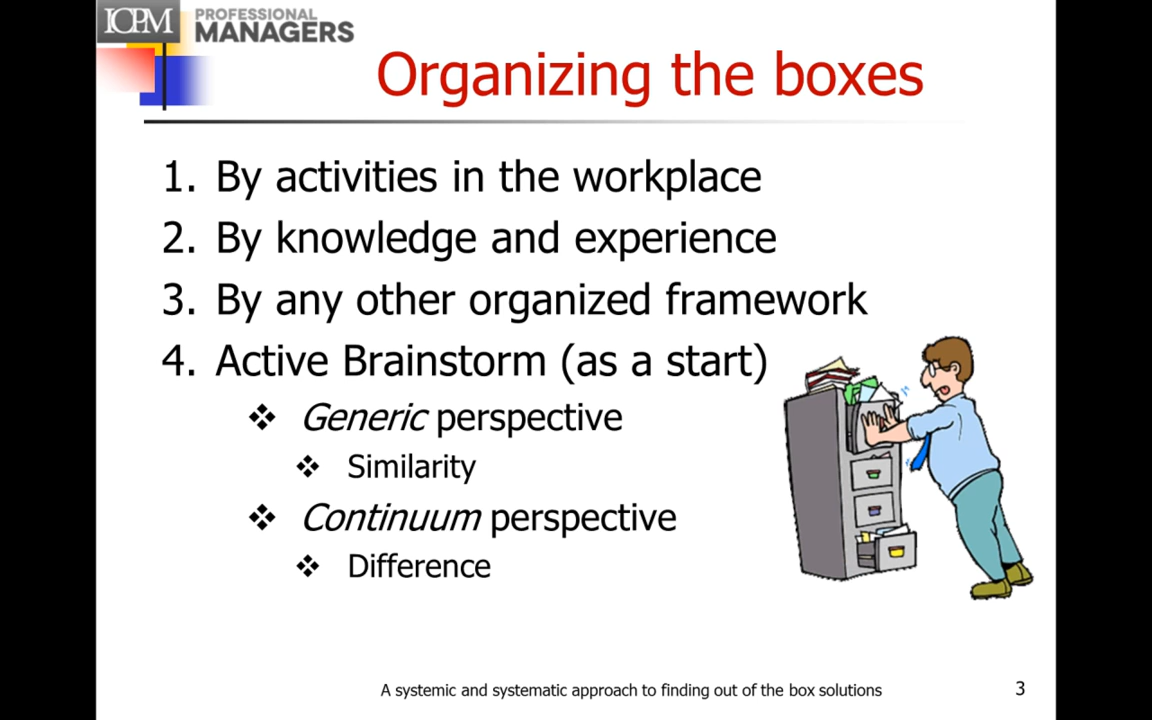 ICPM PROFESSIONAL
MANAGERS
Organizing the boxes
1. By activities in the workplace
2. By knowledge and experience
3. By any other organized framework
4. Active Brainstorm (as a start)
❖ Generic perspective
❖ Similarity
❖ Continuum perspective
❖ Difference
A systemic and systematic approach to finding out of the box solutions
3